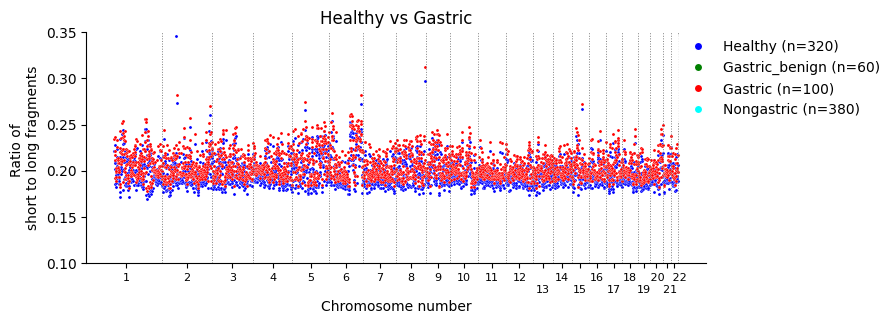 Healthy vs Gastric
0.35
0.30
0.25
0.20
0.15
0.10
Ratio of
short to long fragments
1 2 3 4 5 6 7 8 9 10 11 12 14 16 18 20 22
13 15 17 19 21
Chromosome number
Healthy (n=320)
Gastric_benign (n=60)
Gastric (n=100)
Nongastric (n=380)